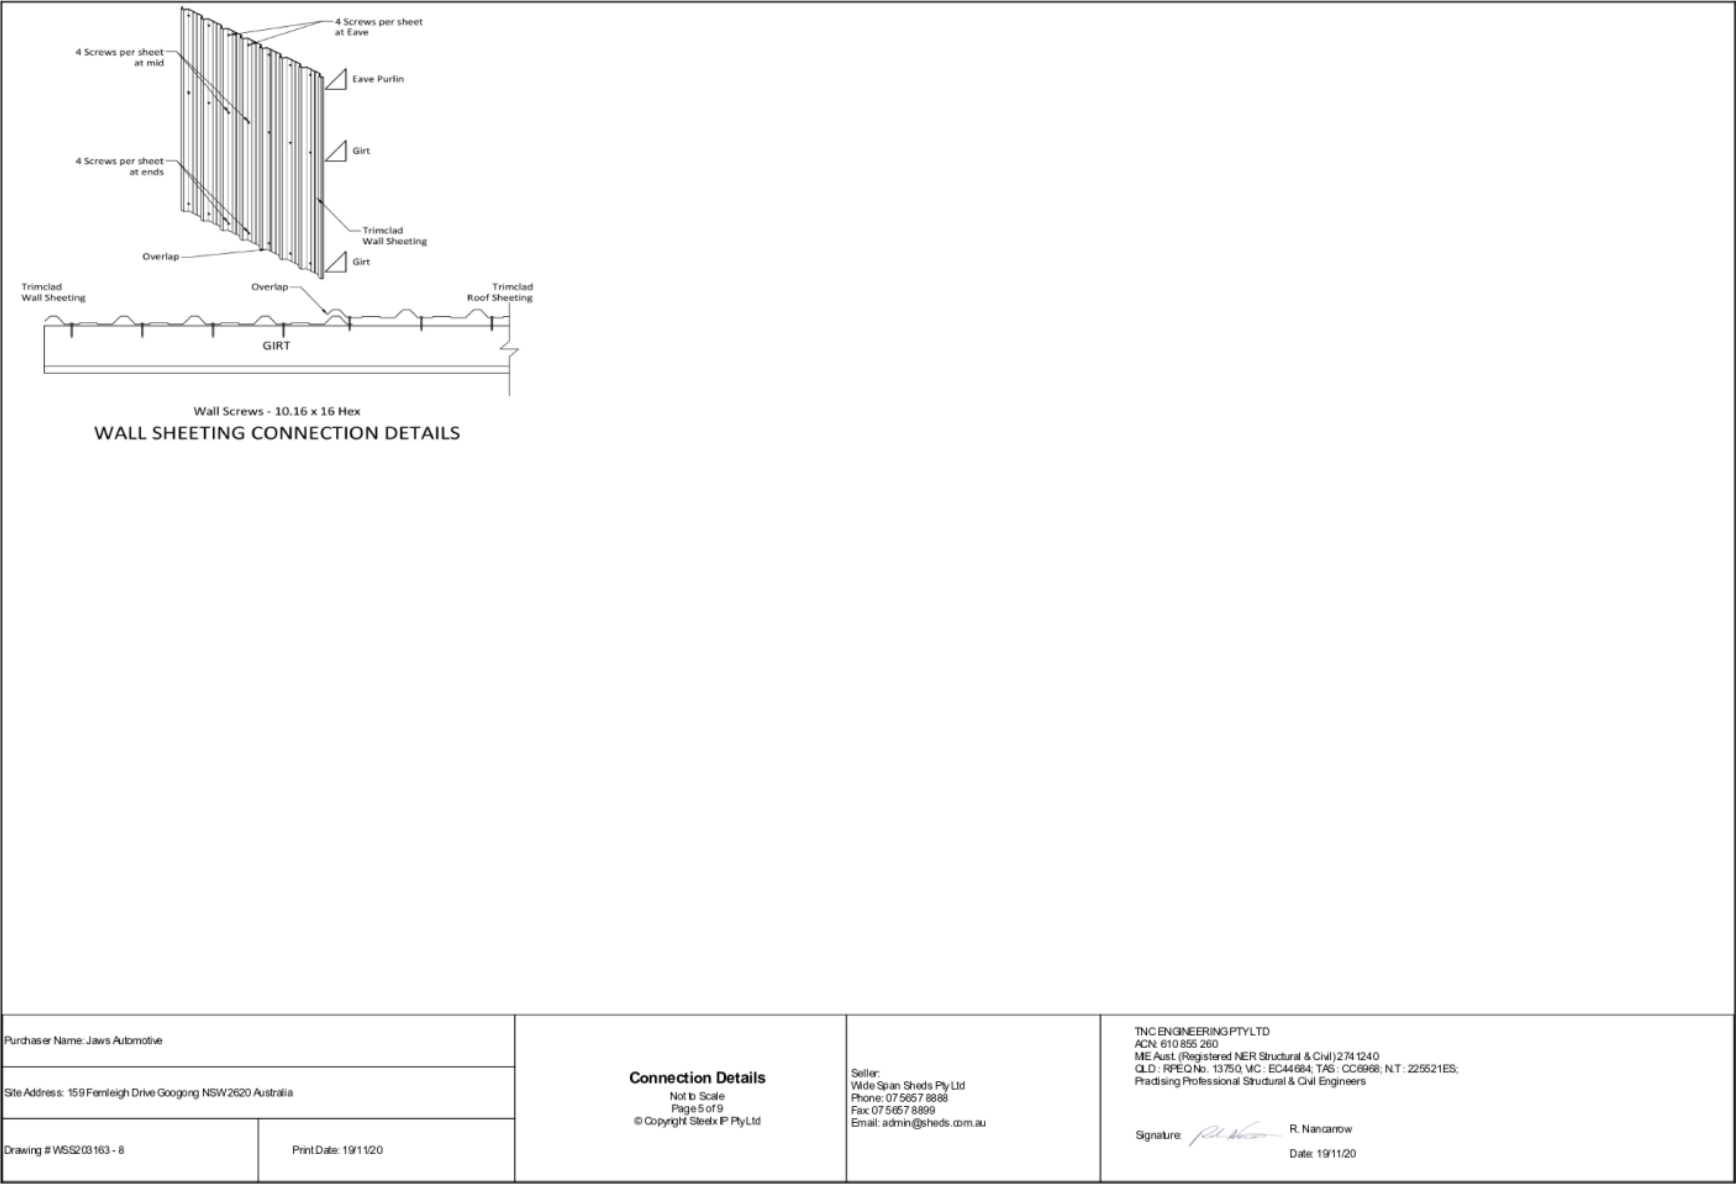 4 Screws per sheet
at Eave
4 Screws per sheet
at mid
Eave Purlin
Girt
4 Screws per sheet
at ends
Trimclad
Wall Sheeting
Overlap
Girt
Trimclad
Wall Sheeting
Overlap
Trimclad
Roof Sheeting
GIRT
Wall Screws - 10.16 x 16 Hex
WALL SHEETING CONNECTION DETAILS
Purchaser Name: Jaws Automotive
Site Address: 159 Fernleigh Drive Googong NSW 2620 Australia
Drawing # WSS203163 - 8
Print Date: 19/11/20
Connection Details
Not to Scale
Page 5 of 9
© Copyright Steelx IP Pty Ltd
Seller:
Wide Span Sheds Pty Ltd
Phone: 07 5657 8888
Fax: 07 5657 8899
Email: admin@sheds.com.au
TNC ENGINEERING PTY LTD
ACN: 610 855 260
MIE Aust. (Registered NER Structural & Civil) 2741240
QLD : RPEQ No. 13750; VIC : EC44684; TAS : CC6968; N.T : 225521ES;
Practising Professional Structural & Civil Engineers
Signature:
R. Nancarrow
Date: 19/11/20